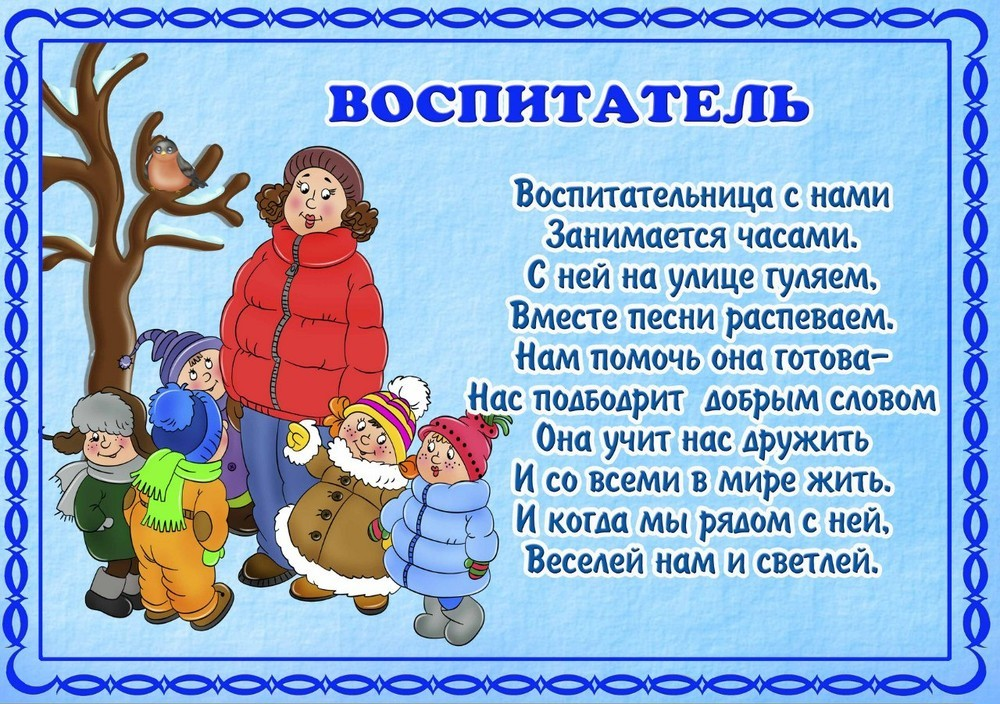 ВОСПИТАТЕЛЬ
Воспитательница с нами
Занимается часами.
С ней на улице гуляем,
Вместе песни распеваем.
Нам помочь она готова–
Нас подбодрит добрым словом
Она учит нас дружить
И со всеми в мире жить.
И когда мы рядом с ней,
Веселей нам и светлей.